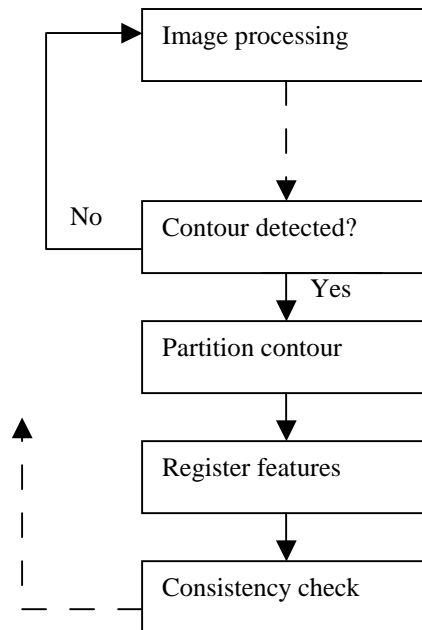 Image processing
No
Contour detected?
Yes
Partition contour
Register features
Consistency check